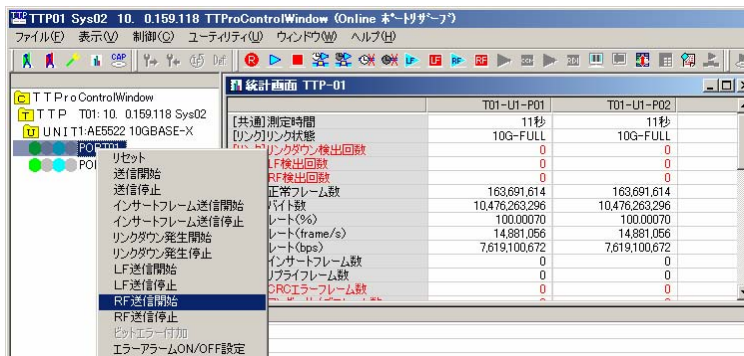 TTP01 Sys02 10. 0.159.118 TTProControlWindow (Online ﾎﾟｰﾄﾘｻﾞｰﾌﾞ)
ファイル(F) 表示(V) 制御(C) ユーティリティ(U) ウィンドウ(W) ヘルプ(H)
CAP
統計画面 TTP-01
TTProControlWindow
TTP T01: 10. 0.159.118 Sys02
UNIT1:AE5522 10GBASE-X
PORT01
T01-U1-P01 T01-U1-P02
[共通]測定時間 11秒 11秒
[リンク]リンク状態 10G-FULL 10G-FULL
リンクダウン検出回数 0 0
LF検出回数 0 0
RF検出回数 0 0
正常フレーム数 163,691,614 163,691,614
バイト数 10,476,263,296 10,476,263,296
レート(%) 100.00070 100.00070
レート(frame/s) 14,881,056 14,881,056
レート(bps) 7,619,100,672 7,619,100,672
インサートフレーム数 0 0
リプライフレーム数 0 0
CRCエラーフレーム数 0 0
リセット
送信開始
送信停止
インサートフレーム送信開始
インサートフレーム送信停止
リンクダウン発生開始
リンクダウン発生停止
LF送信開始
LF送信停止
RF送信開始
RF送信停止
ビットエラー付加
エラーアラームON/OFF設定